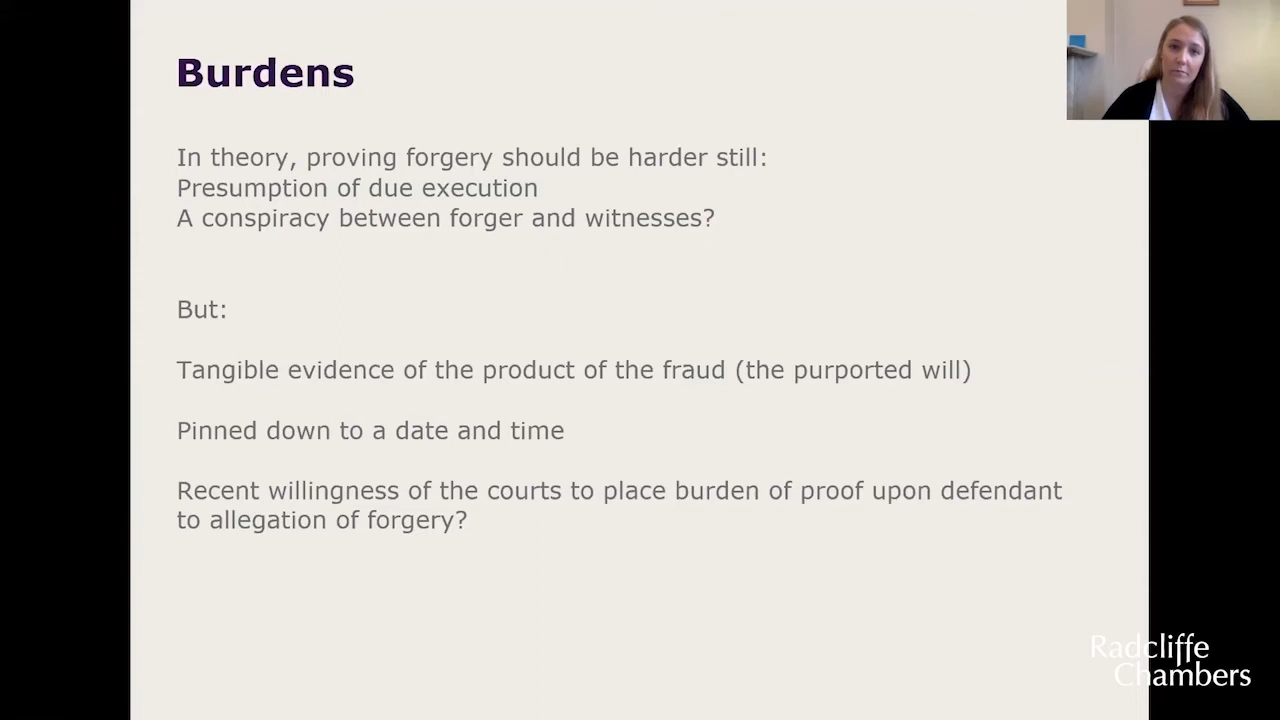 Burdens
In theory, proving forgery should be harder still:
Presumption of due execution
A conspiracy between forger and witnesses?
But:
Tangible evidence of the product of the fraud (the purported will)
Pinned down to a date and time
Recent willingness of the courts to place burden of proof upon defendant
to allegation of forgery?
Radcliffe
Chambers